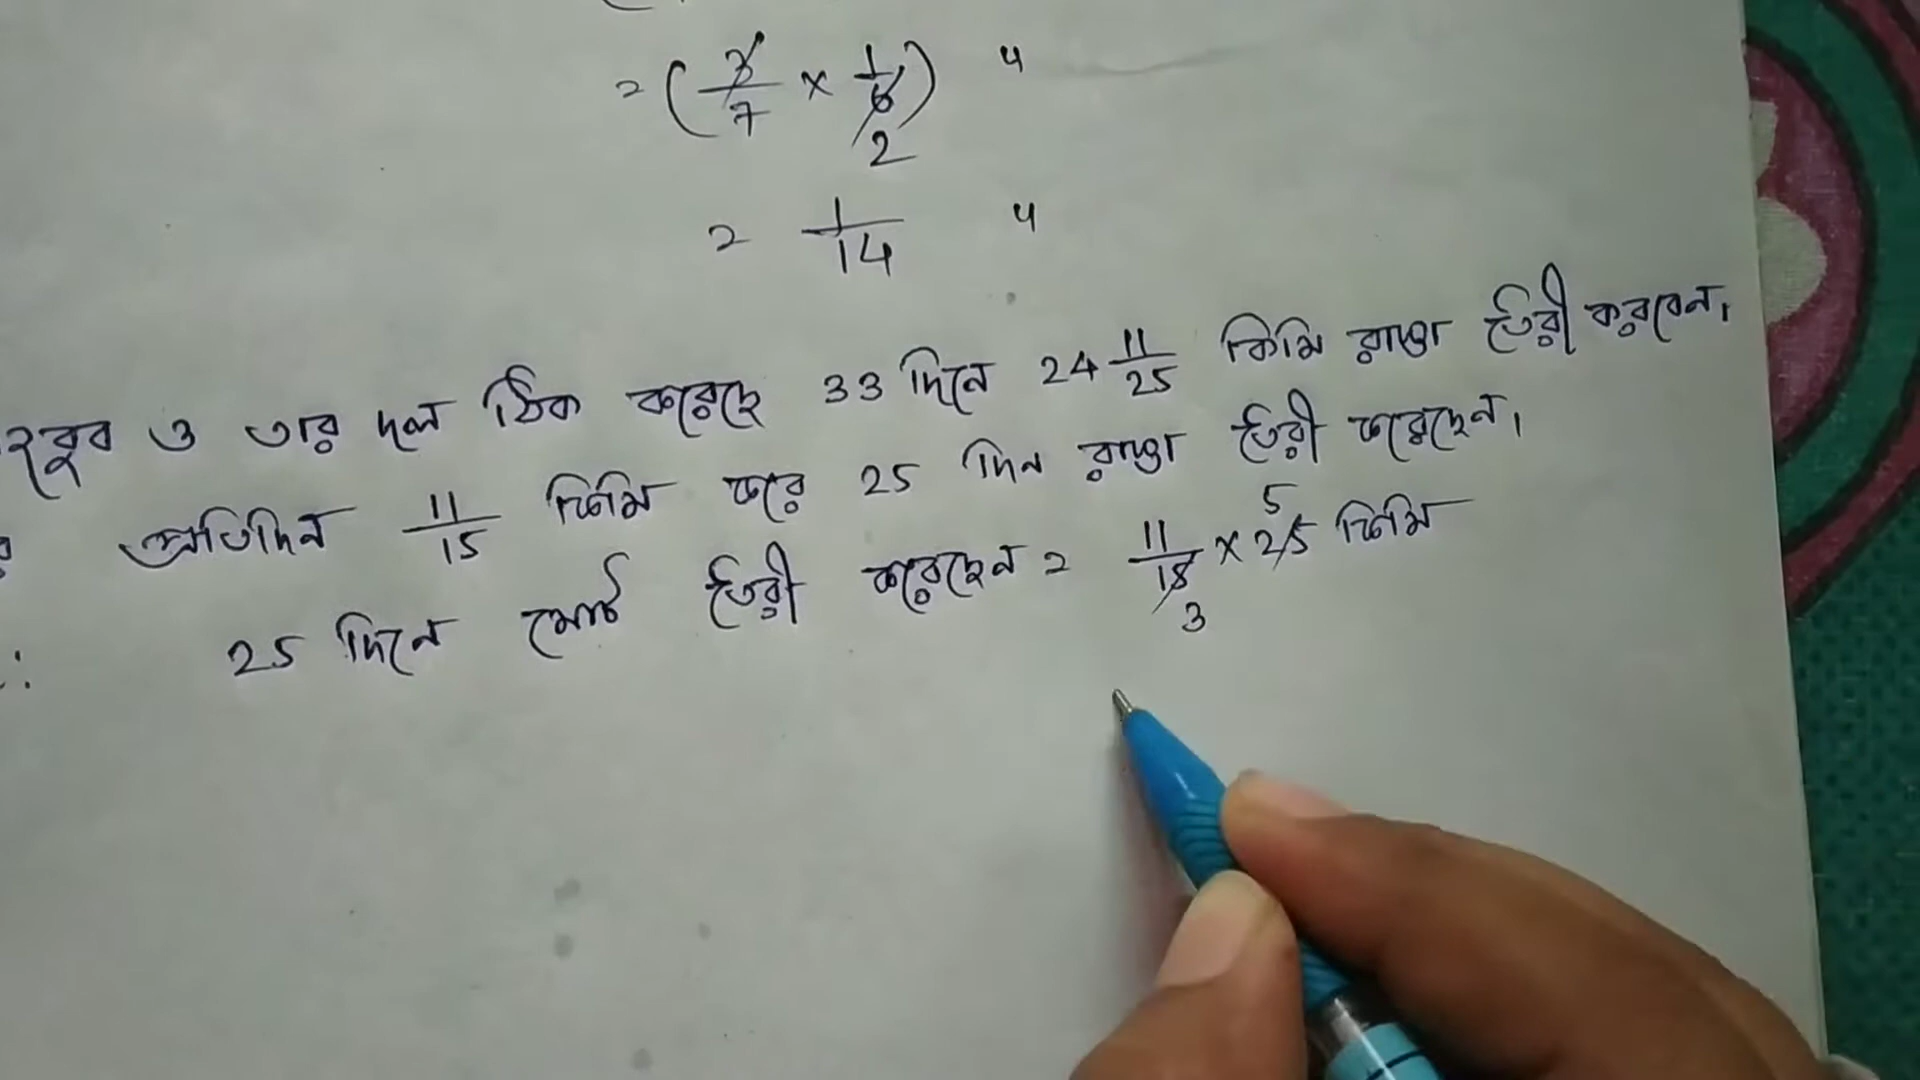 = (3/7 × 1/6) 4
2
= 1/14 4
হবুব ও তার দল ঠিক করেছে 33 দিনে 24 11/25 কিমি রাস্তা তৈরী করবেন।
প্রতিদিন 11/15 কিমি করে 25 দিন রাস্তা তৈরী করেছেন।
5
25 দিনে মোট তৈরী করেছেন = 11/15 × 25 কিমি
3